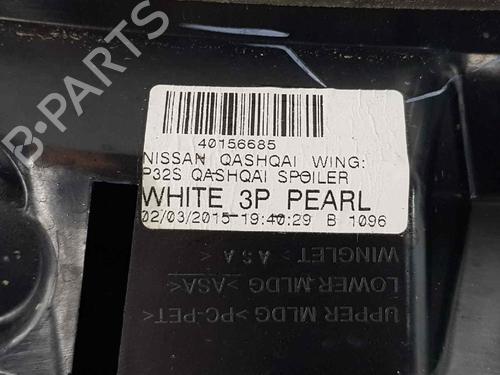 40156685
NISSAN QASHQAI WING:
P32S QASHQAI SPOILER
WHITE 3P PEARL
02/03/2015-19:40:29 B 1096
WINGLET >ASA<
LOWER MLDG >ASA<
UPPER MLDG >PC-PET<
B-PARTS